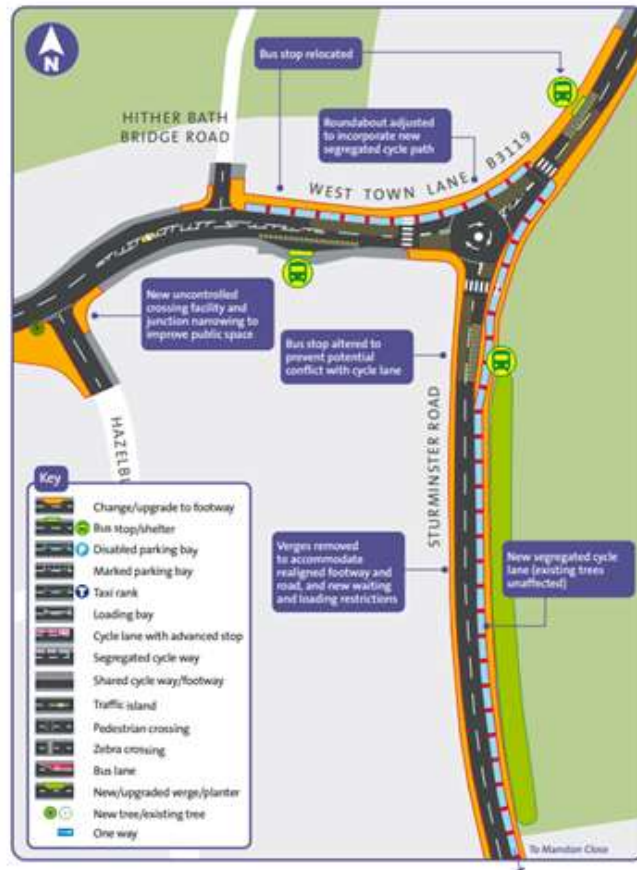 N
Bus stop relocated
HITHER BATH
BRIDGE ROAD
Roundabout adjusted
to incorporate new
segregated cycle path
WEST TOWN LANE B3119
New uncontrolled
crossing facility and
junction narrowing to
improve public space
Bus stop altered to
prevent potential
conflict with cycle lane
STURMINSTER ROAD
Verges removed
to accommodate
realigned footway and
road, and new waiting
and loading restrictions
New segregated cycle
lane (existing trees
unaffected)
Key
Change/upgrade to footway
Bus stop/shelter
Disabled parking bay
Marked parking bay
Taxi rank
Loading bay
Cycle lane with advanced stop
Segregated cycle way
Shared cycle way/footway
Traffic island
Pedestrian crossing
Zebra crossing
Bus lane
New/upgraded verge/planter
New tree/existing tree
One way
To Manston Close